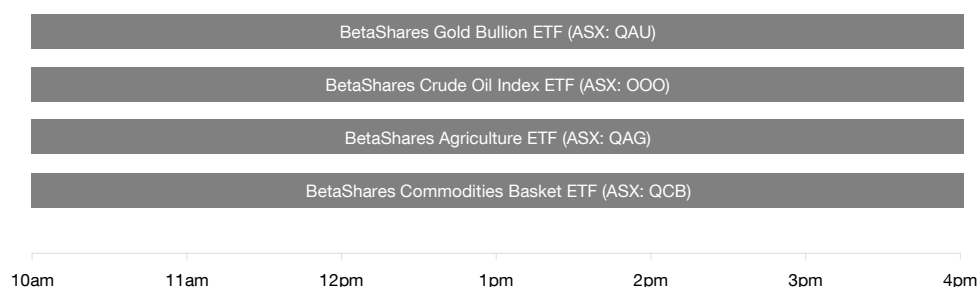 BetaShares Gold Bullion ETF (ASX: QAU)
BetaShares Crude Oil Index ETF (ASX: OOO)
BetaShares Agriculture ETF (ASX: QAG)
BetaShares Commodities Basket ETF (ASX: QCB)
10am 11am 12pm 1pm 2pm 3pm 4pm